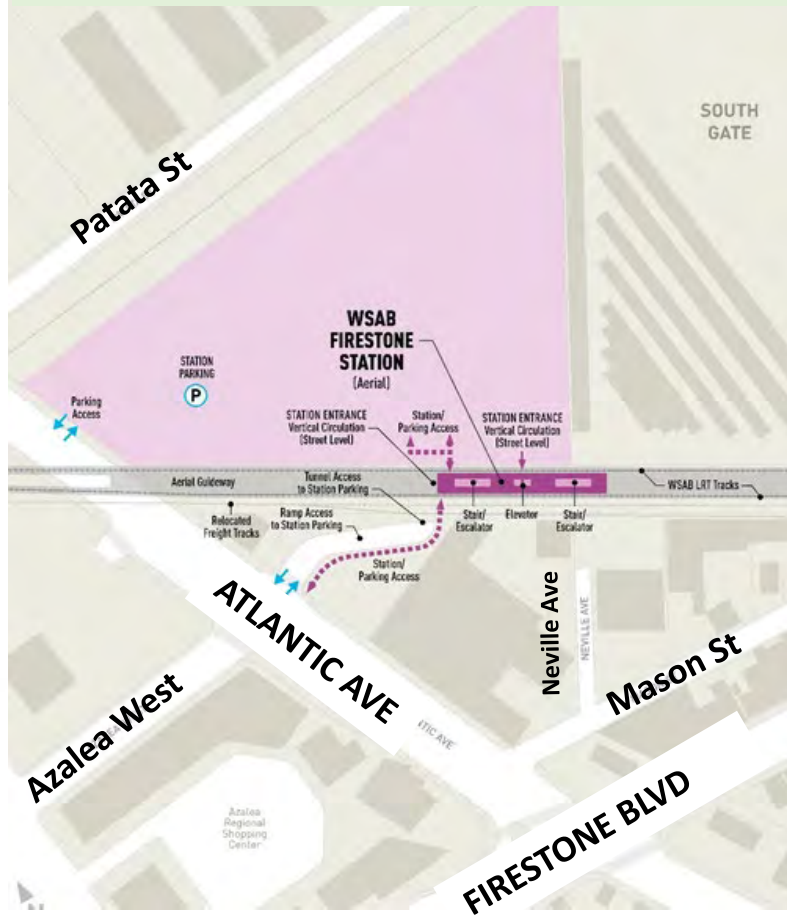 SOUTH
GATE
Patata St
WSAB
FIRESTONE
STATION
(Aerial)
STATION
PARKING
P
Parking
Access
STATION ENTRANCE
Vertical Circulation
(Street Level)
Station/
Parking Access
STATION ENTRANCE
Vertical Circulation
(Street Level)
Aerial Guideway
Tunnel Access
to Station Parking
WSAB LRT Tracks
Relocated
Freight Tracks
Ramp Access
to Station Parking
Stair/
Escalator
Elevator
Stair/
Escalator
Station/
Parking Access
ATLANTIC AVE
Neville Ave
NEVILLE AVE
Mason St
Azalea West
TIC AVE
FIRESTONE BLVD
Azalea
Regional
Shopping
Center
N